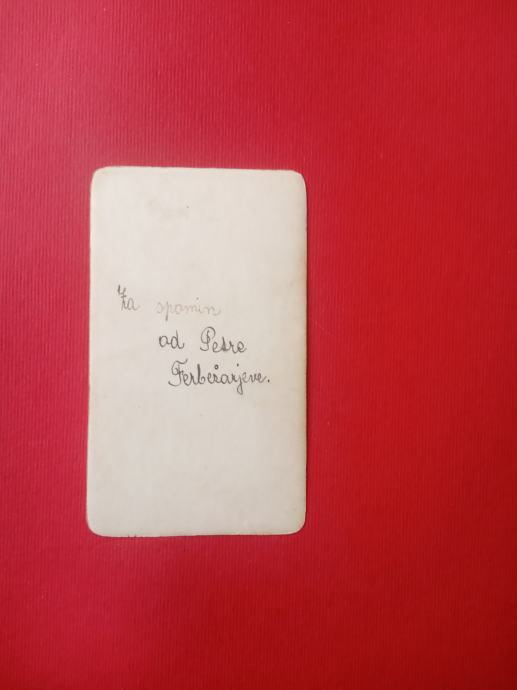 Za spomin
od Petre
Ferbežarjeve.